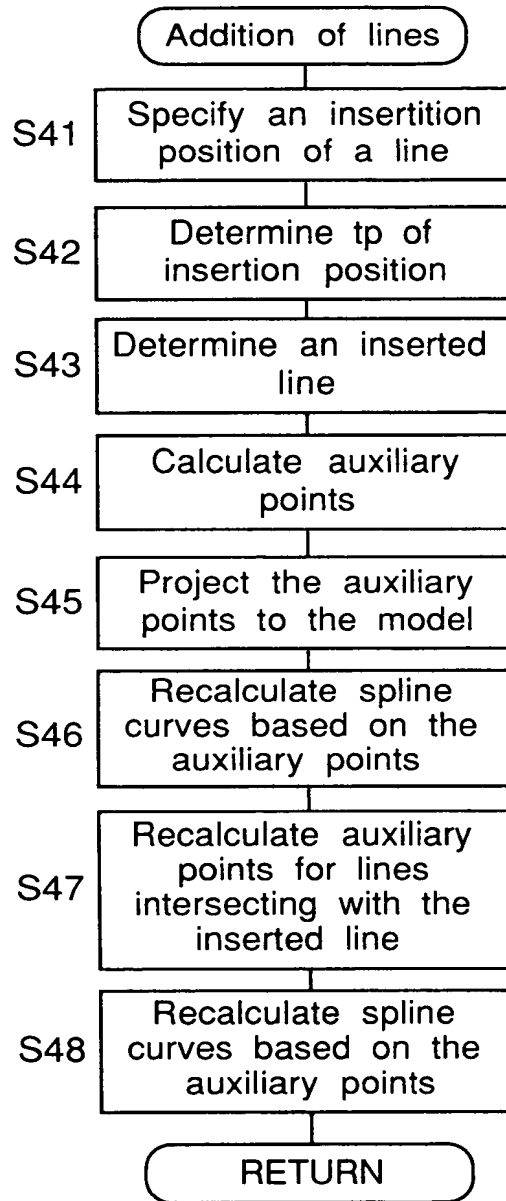 Addition of lines
S41
Specify an insertition
position of a line
S42
Determine tp of
insertion position
S43
Determine an inserted
line
S44
Calculate auxiliary
points
S45
Project the auxiliary
points to the model
S46
Recalculate spline
curves based on the
auxiliary points
S47
Recalculate auxiliary
points for lines
intersecting with the
inserted line
S48
Recalculate spline
curves based on the
auxiliary points
RETURN